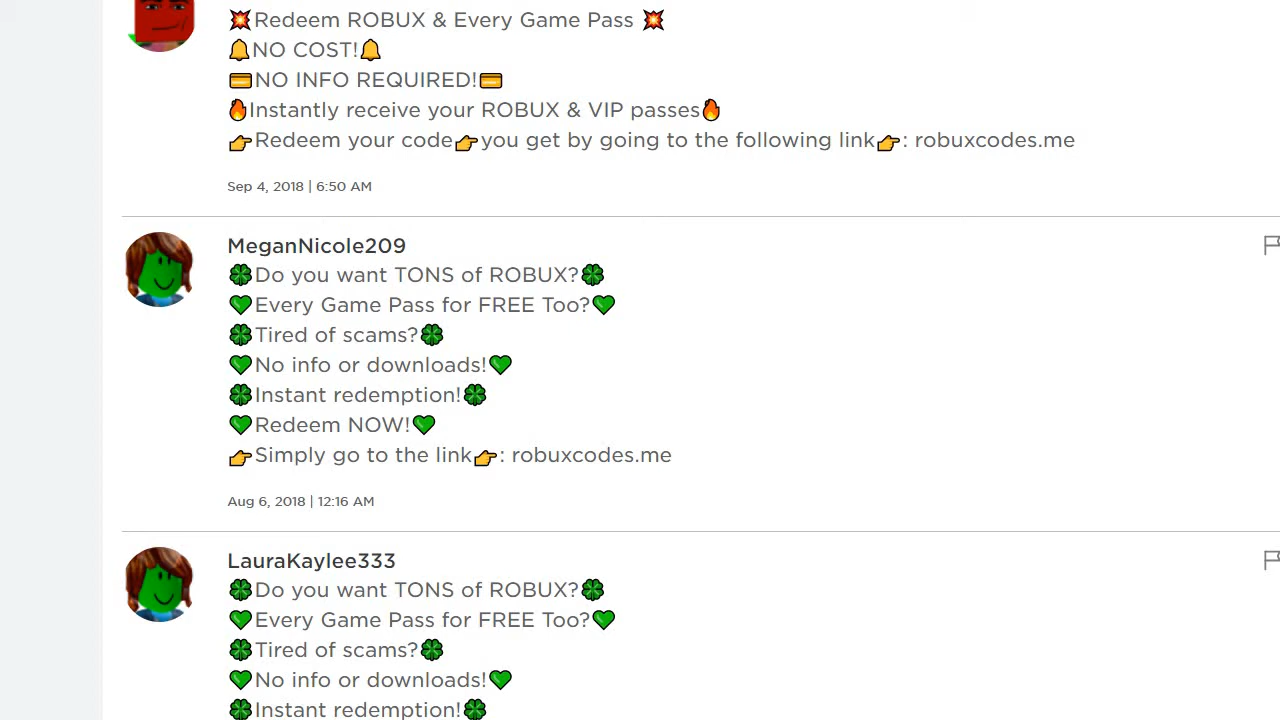 💥Redeem ROBUX & Every Game Pass 💥
🔔NO COST!🔔
💳NO INFO REQUIRED!💳
🔥Instantly receive your ROBUX & VIP passes🔥
👉Redeem your code👉you get by going to the following link👉: robuxcodes.me
Sep 4, 2018 | 6:50 AM
MeganNicole209
🍀Do you want TONS of ROBUX?🍀
💚Every Game Pass for FREE Too?💚
🍀Tired of scams?🍀
💚No info or downloads!💚
🍀Instant redemption!🍀
💚Redeem NOW!💚
👉Simply go to the link👉: robuxcodes.me
Aug 6, 2018 | 12:16 AM
LauraKaylee333
🍀Do you want TONS of ROBUX?🍀
💚Every Game Pass for FREE Too?💚
🍀Tired of scams?🍀
💚No info or downloads!💚
🍀Instant redemption!🍀